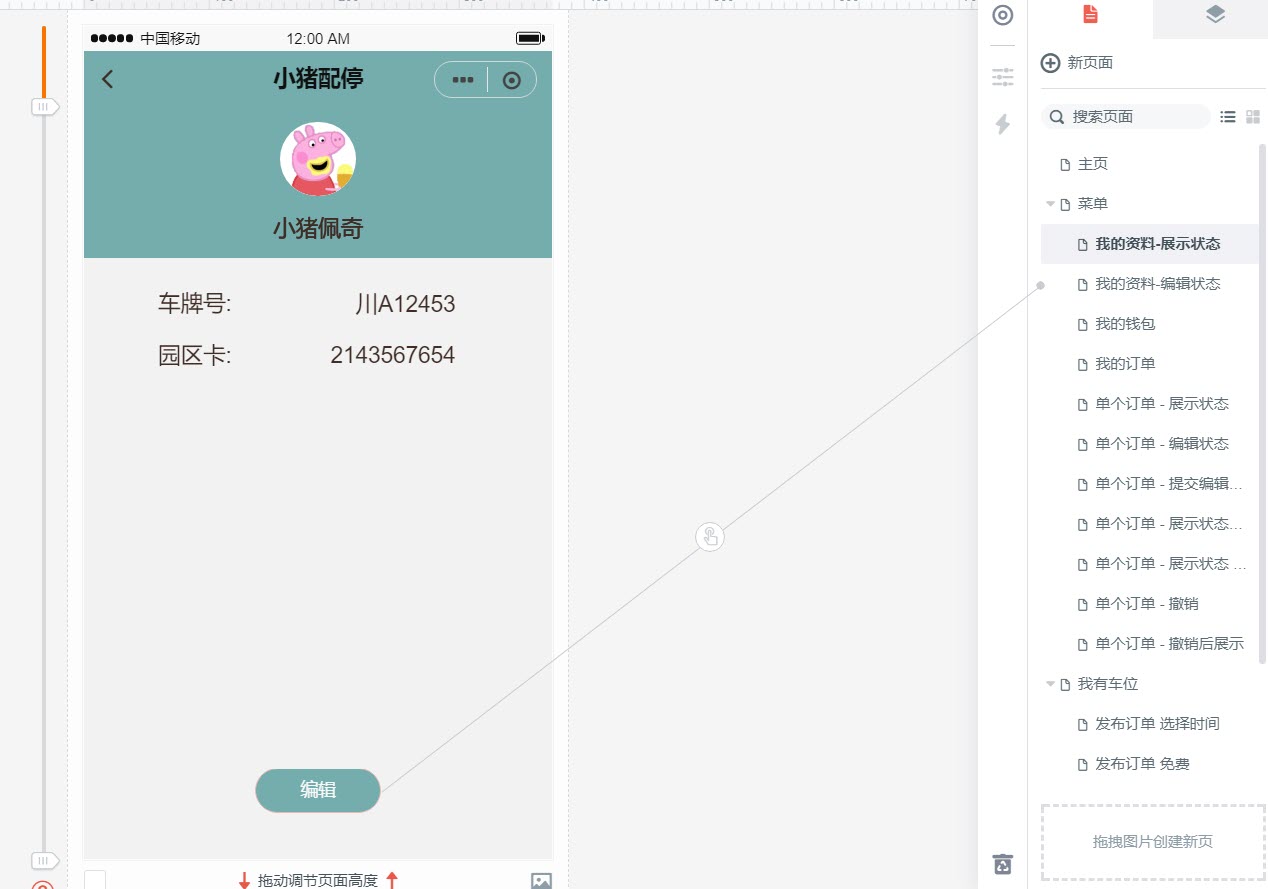 中国移动 12:00 AM
小猪配停
小猪佩奇
车牌号: 川A12453
园区卡: 2143567654
编辑
拖动调节页面高度
新页面
搜索页面
主页
菜单
我的资料-展示状态
我的资料-编辑状态
我的钱包
我的订单
单个订单 - 展示状态
单个订单 - 编辑状态
单个订单 - 提交编辑...
单个订单 - 展示状态...
单个订单 - 展示状态 ...
单个订单 - 撤销
单个订单 - 撤销后展示
我有车位
发布订单 选择时间
发布订单 免费
拖拽图片创建新页